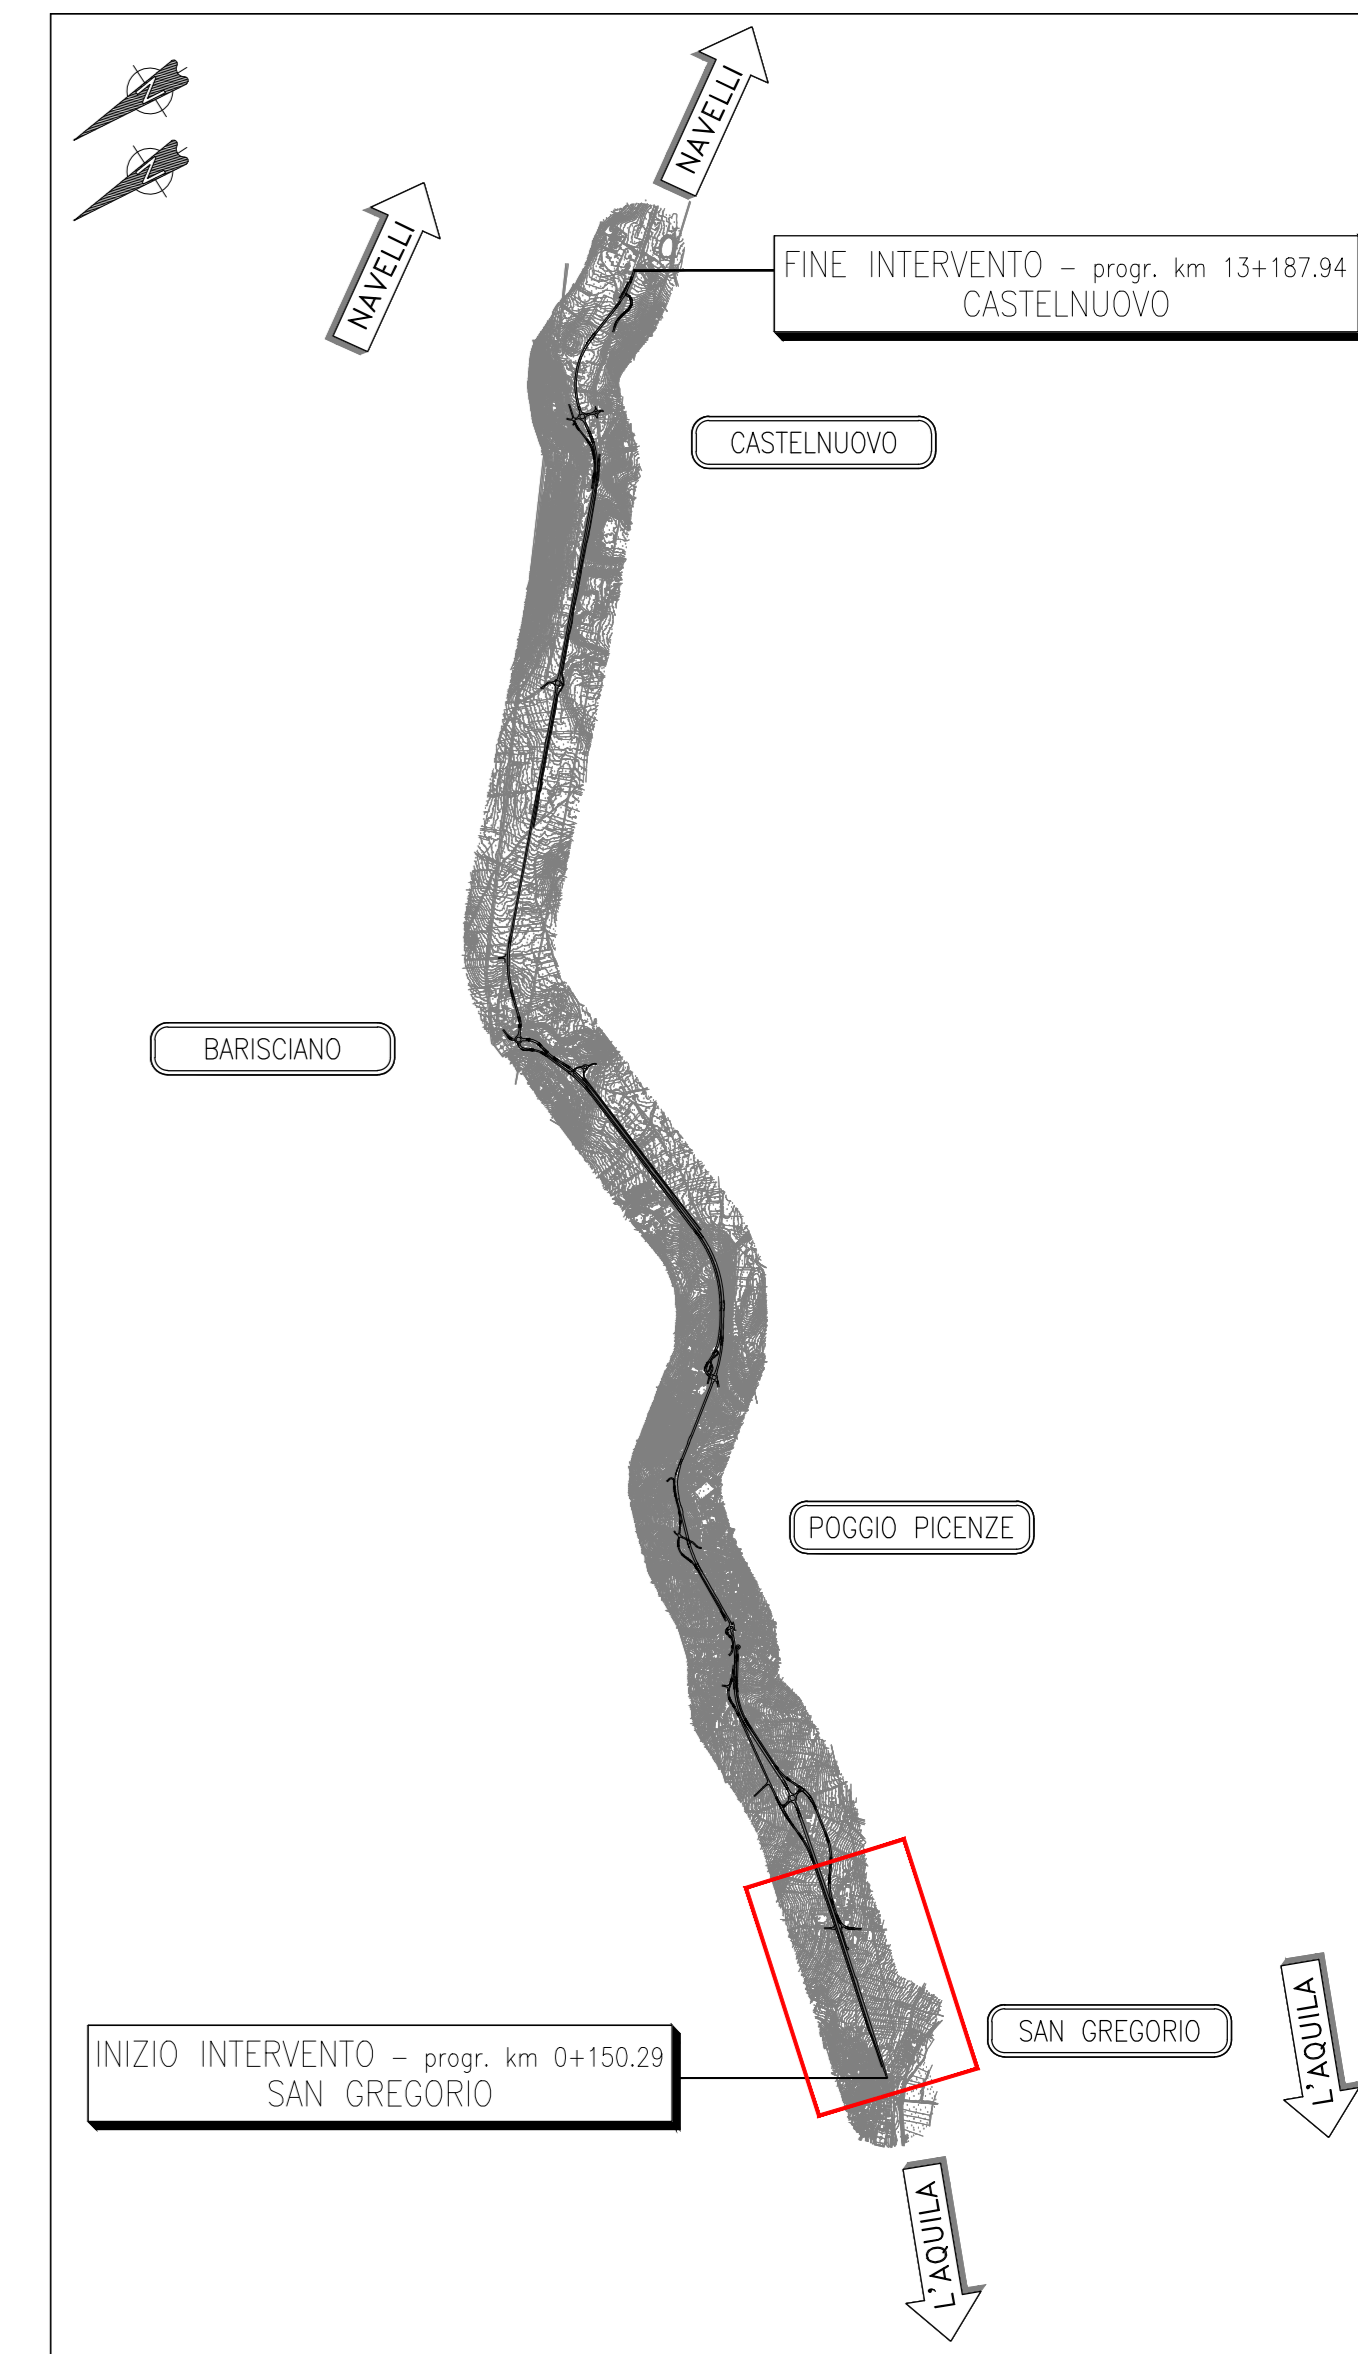 NAVELLI
NAVELLI
FINE INTERVENTO – progr. km 13+187.94
CASTELNUOVO
CASTELNUOVO
BARISCIANO
POGGIO PICENZE
SAN GREGORIO
INIZIO INTERVENTO – progr. km 0+150.29
SAN GREGORIO
L'AQUILA
L'AQUILA